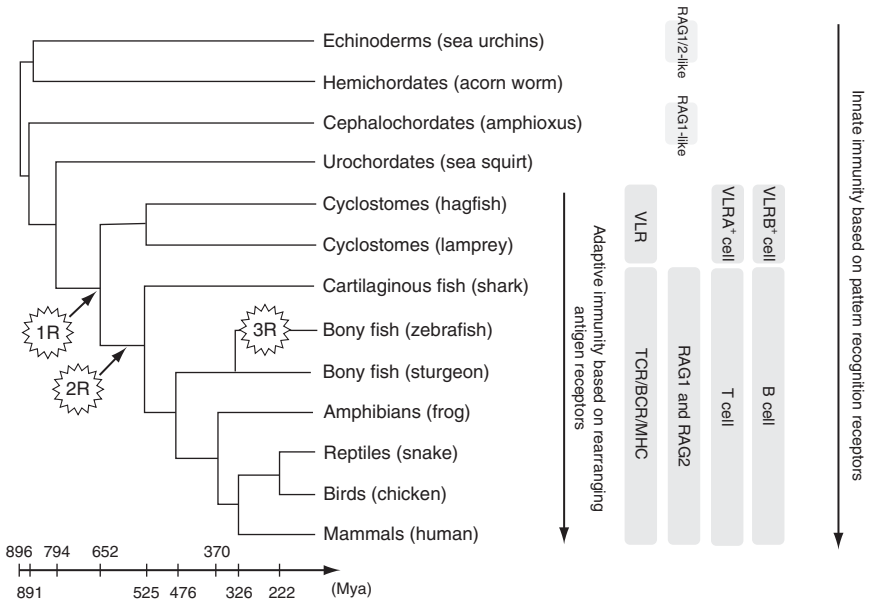 Echinoderms (sea urchins)
Hemichordates (acorn worm)
Cephalochordates (amphioxus)
Urochordates (sea squirt)
Cyclostomes (hagfish)
Cyclostomes (lamprey)
Cartilaginous fish (shark)
Bony fish (zebrafish)
Bony fish (sturgeon)
Amphibians (frog)
Reptiles (snake)
Birds (chicken)
Mammals (human)
1R
2R
3R
Adaptive immunity based on rearranging
antigen receptors
VLR
TCR/BCR/MHC
RAG1/2-like
RAG1-like
RAG1 and RAG2
VLRA+ cell
T cell
VLRB+ cell
B cell
Innate immunity based on pattern recognition receptors
896 794 652 370
891 525 476 326 222 (Mya)